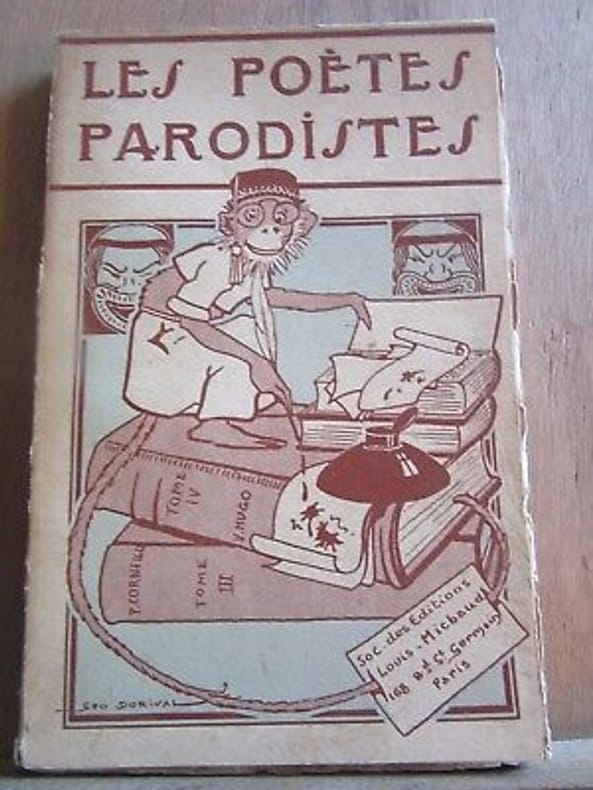 LES POÈTES
PARODISTES
TOME
IV
V. HUGO
P. CORNEILLE
TOME
III
Soc. des Editions
Louis-Michaud
168 Bd St Germain
Paris
GEO DORIVAL